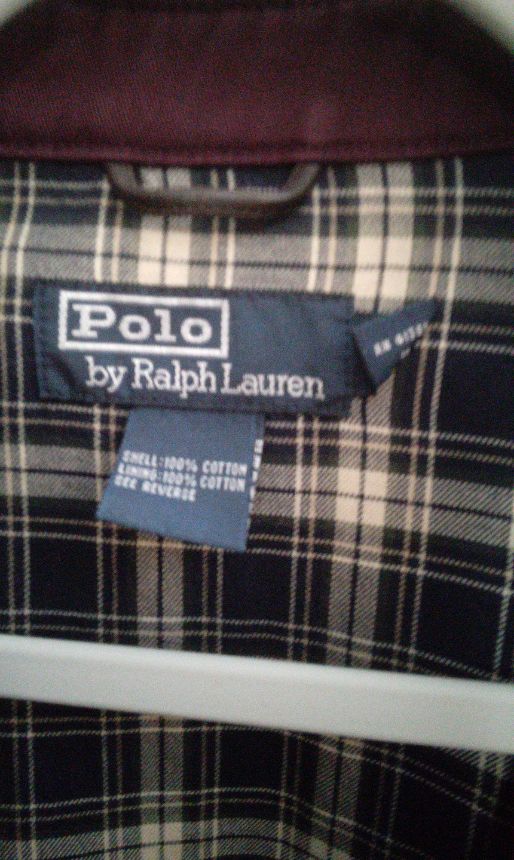 Polo
by Ralph Lauren
SHELL:100% COTTON
LINING:100% COTTON
SEE REVERSE